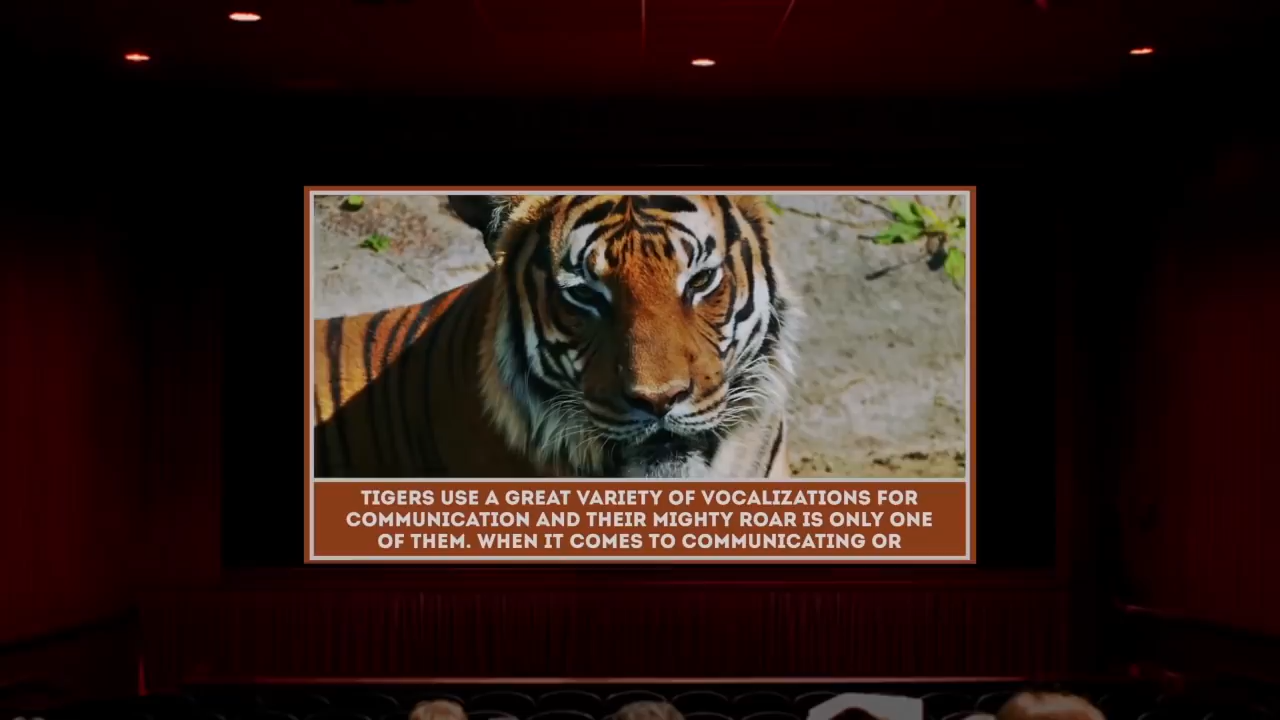 TIGERS USE A GREAT VARIETY OF VOCALIZATIONS FOR
COMMUNICATION AND THEIR MIGHTY ROAR IS ONLY ONE
OF THEM. WHEN IT COMES TO COMMUNICATING OR